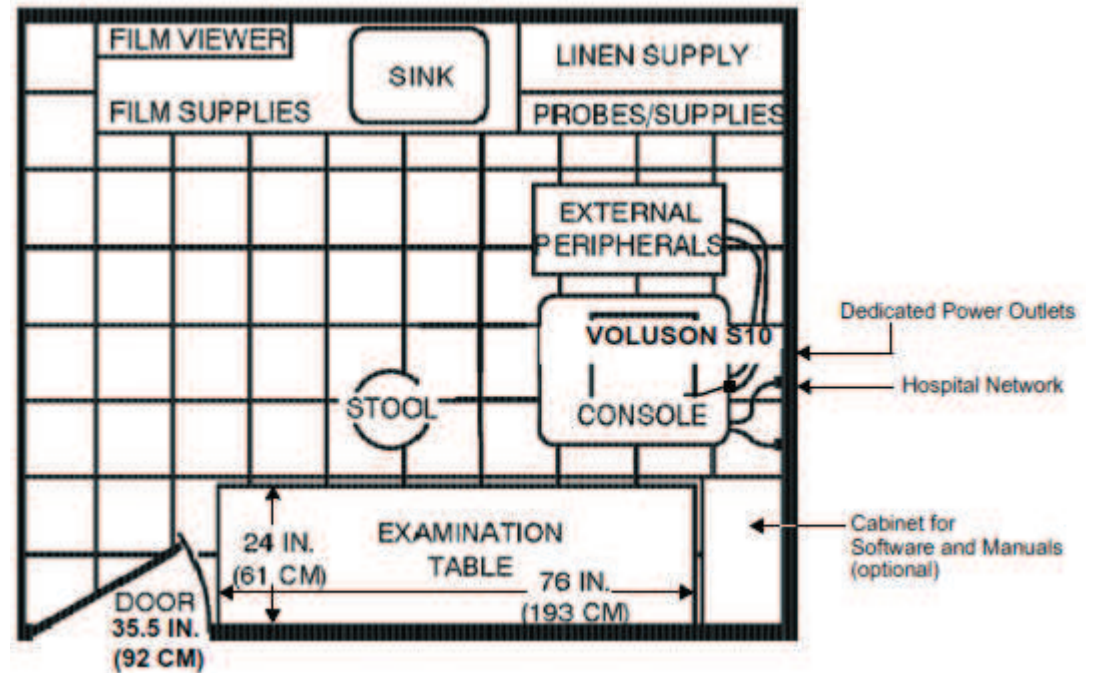 FILM VIEWER
SINK
LINEN SUPPLY
FILM SUPPLIES
PROBES/SUPPLIES
EXTERNAL
PERIPHERALS
VOLUSON S10
CONSOLE
STOOL
Dedicated Power Outlets
Hospital Network
24 IN.
(61 CM)
EXAMINATION
TABLE
76 IN.
(193 CM)
Cabinet for
Software and Manuals
(optional)
DOOR
35.5 IN.
(92 CM)